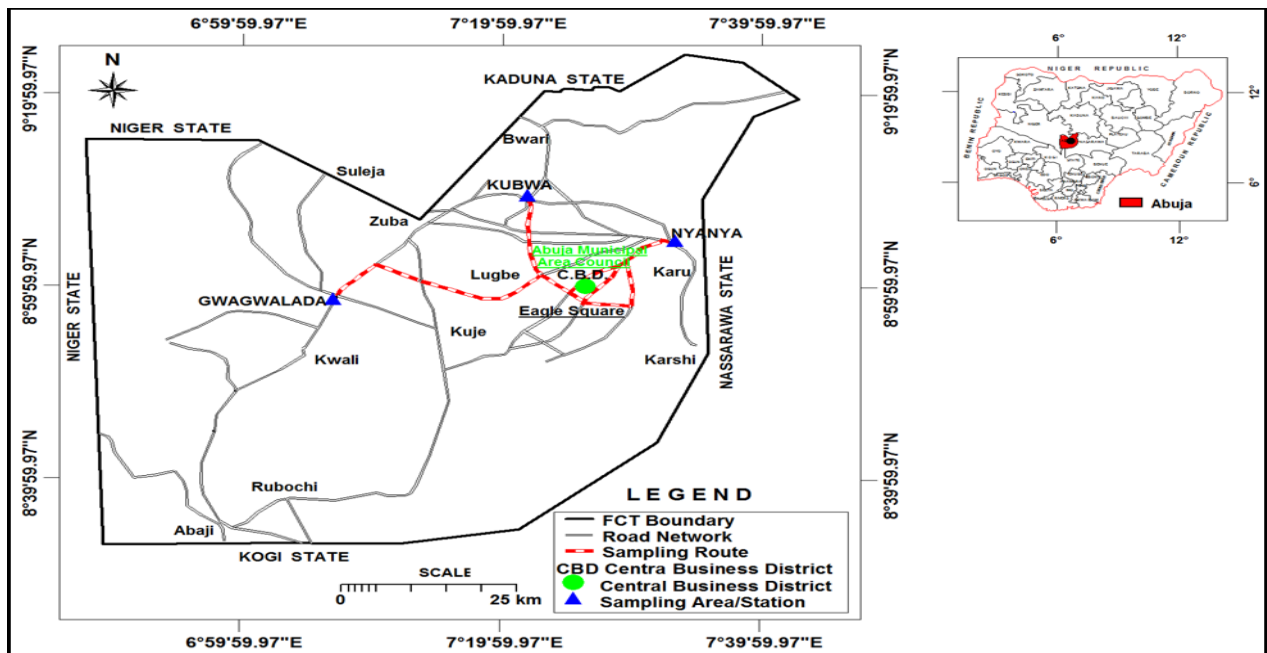 6°59'59.97"E
7°19'59.97"E
7°39'59.97"E
9°19'59.97"N
8°59'59.97"N
8°39'59.97"N
N
KADUNA STATE
NIGER STATE
Bwari
Suleja
KUBWA
Zuba
NYANYA
Abuja Municipal
Area Council
Lugbe
C.B.D.
Karu
GWAGWALADA
Eagle Square
Kuje
NIGER STATE
NASSARAWA STATE
Kwali
Karshi
Rubochi
Abaji
KOGI STATE
SCALE
0 25 km
LEGEND
FCT Boundary
Road Network
Sampling Route
CBD Centra Business District
Central Business District
Sampling Area/Station
9°19'59.97"N
8°59'59.97"N
8°39'59.97"N
6°59'59.97"E
7°19'59.97"E
7°39'59.97"E
6°
12°
NIGER REPUBLIC
12°
12°
BENIN REPUBLIC
CAMEROUN REPUBLIC
6°
6°
Abuja
6°
12°